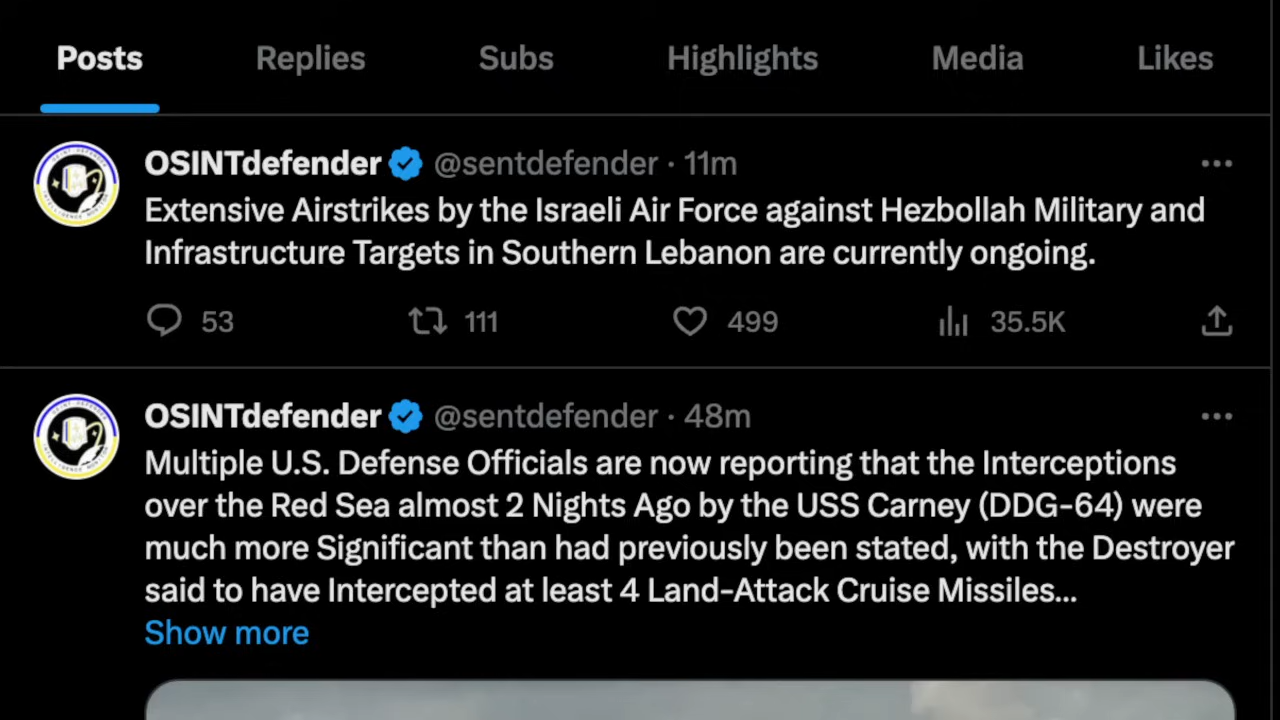 Posts Replies Subs Highlights Media Likes
OSINTdefender @sentdefender · 11m
Extensive Airstrikes by the Israeli Air Force against Hezbollah Military and
Infrastructure Targets in Southern Lebanon are currently ongoing.
53 111 499 35.5K
OSINTdefender @sentdefender · 48m
Multiple U.S. Defense Officials are now reporting that the Interceptions
over the Red Sea almost 2 Nights Ago by the USS Carney (DDG-64) were
much more Significant than had previously been stated, with the Destroyer
said to have Intercepted at least 4 Land-Attack Cruise Missiles...
Show more